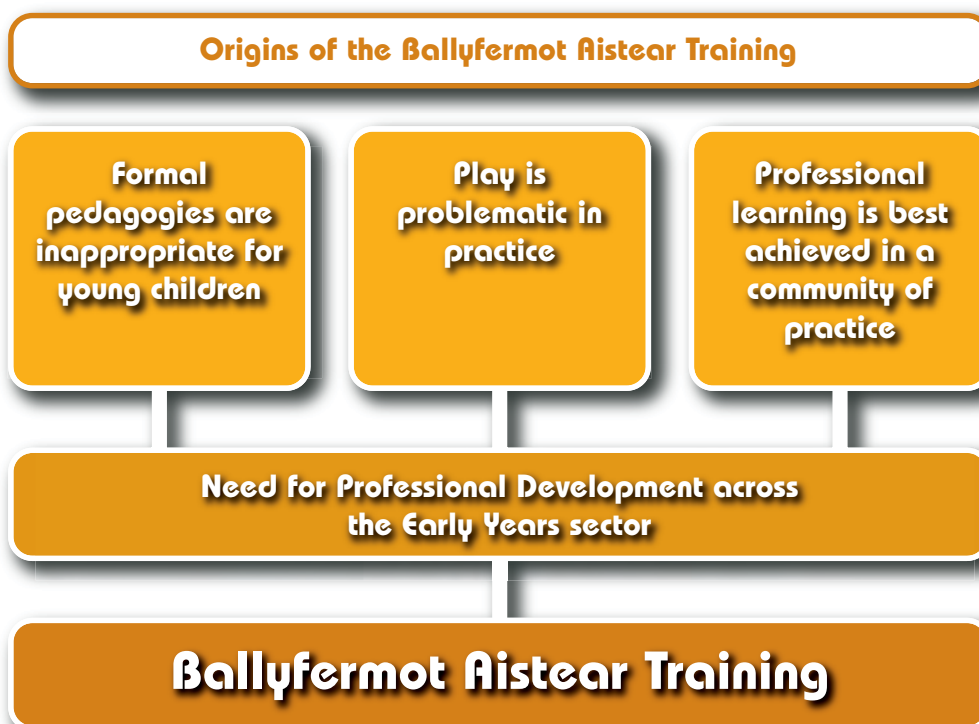 Origins of the Ballyfermot Aistear Training
Formal
pedagogies are
inappropriate for
young children
Play is
problematic in
practice
Professional
learning is best
achieved in a
community of
practice
Need for Professional Development across
the Early Years sector
Ballyfermot Aistear Training